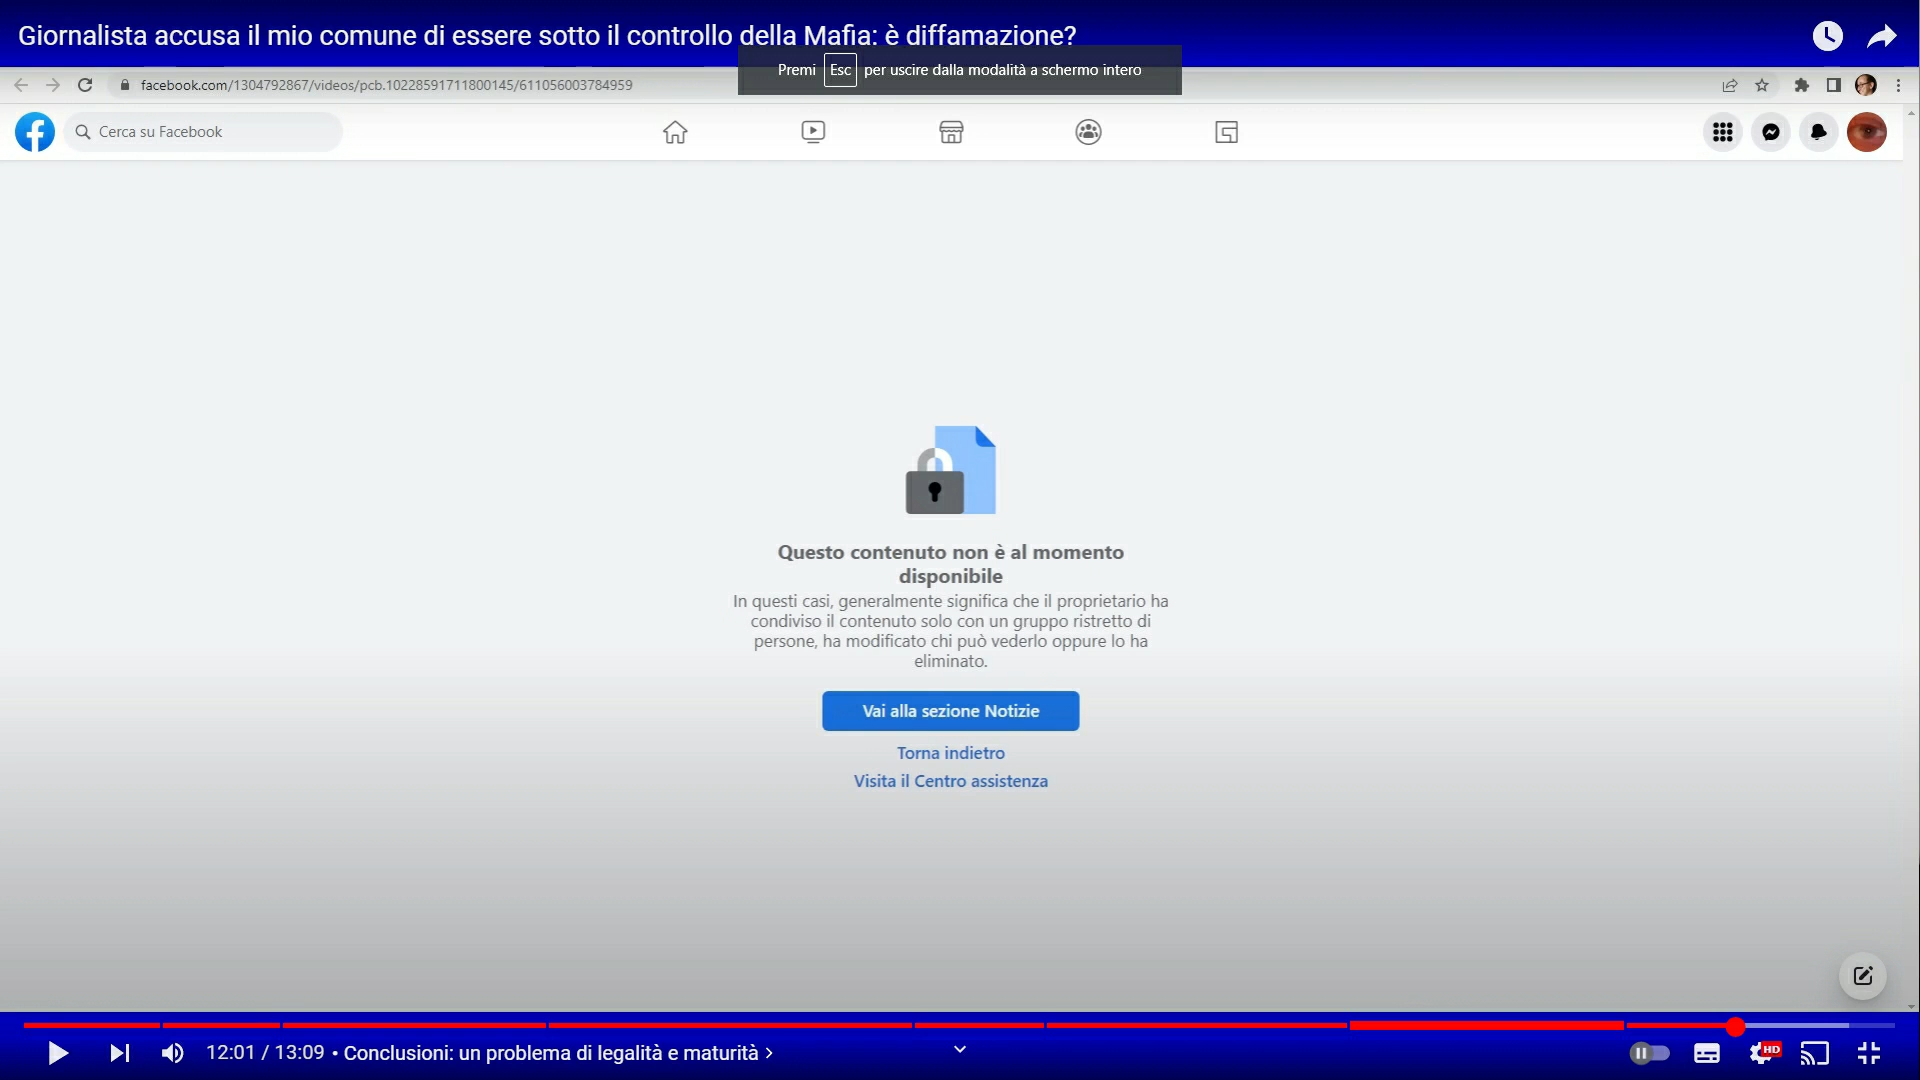 Giornalista accusa il mio comune di essere sotto il controllo della Mafia: è diffamazione?
Premi Esc per uscire dalla modalità a schermo intero
facebook.com/1304792867/videos/pcb.10228591711800145/611056003784959
Cerca su Facebook
Questo contenuto non è al momento
disponibile
In questi casi, generalmente significa che il proprietario ha
condiviso il contenuto solo con un gruppo ristretto di
persone, ha modificato chi può vederlo oppure lo ha
eliminato.
Vai alla sezione Notizie
Torna indietro
Visita il Centro assistenza
12:01 / 13:09 • Conclusioni: un problema di legalità e maturità
HD